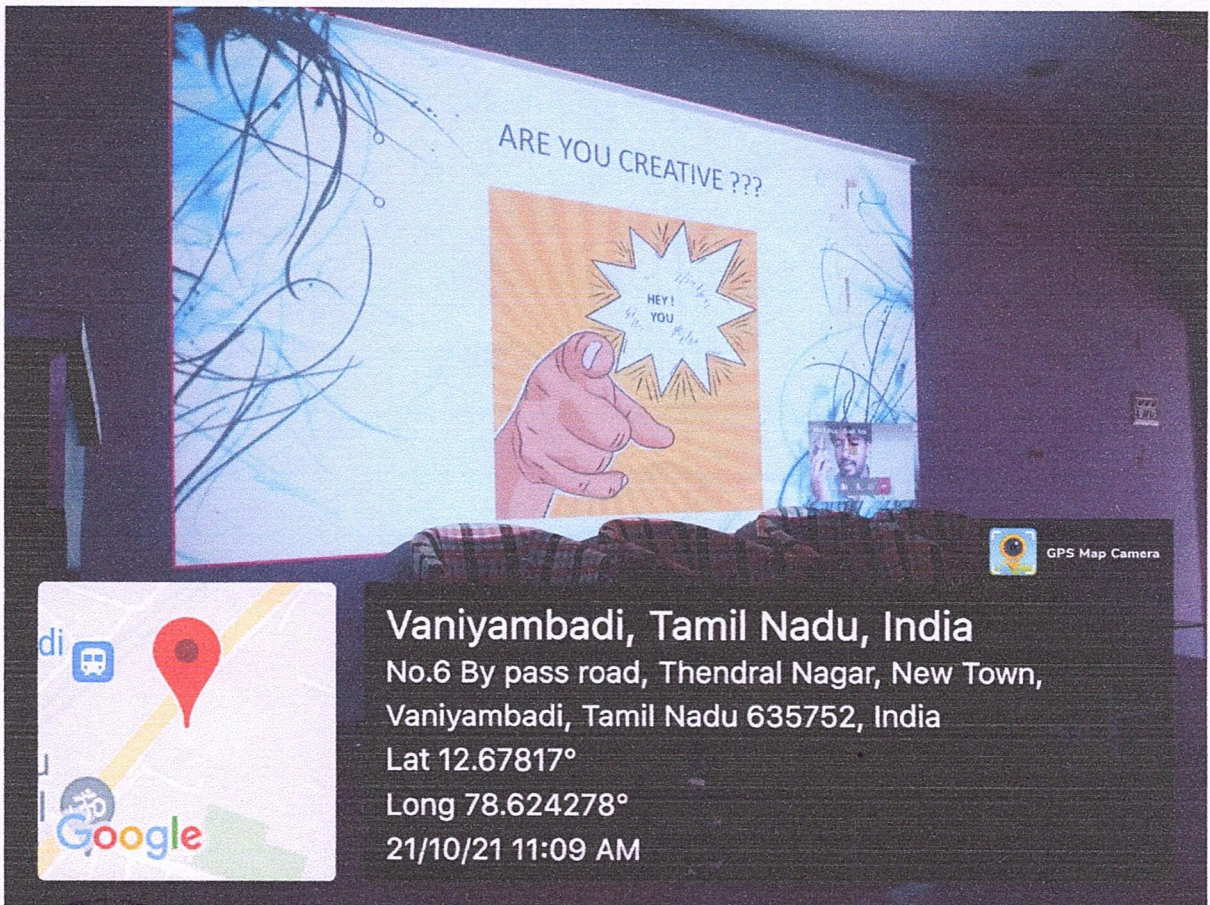 ARE YOU CREATIVE ???
HEY !
YOU
GPS Map Camera
Vaniyambadi, Tamil Nadu, India
No.6 By pass road, Thendral Nagar, New Town,
Vaniyambadi, Tamil Nadu 635752, India
Lat 12.67817°
Long 78.624278°
21/10/21 11:09 AM
di
ॐ
Google